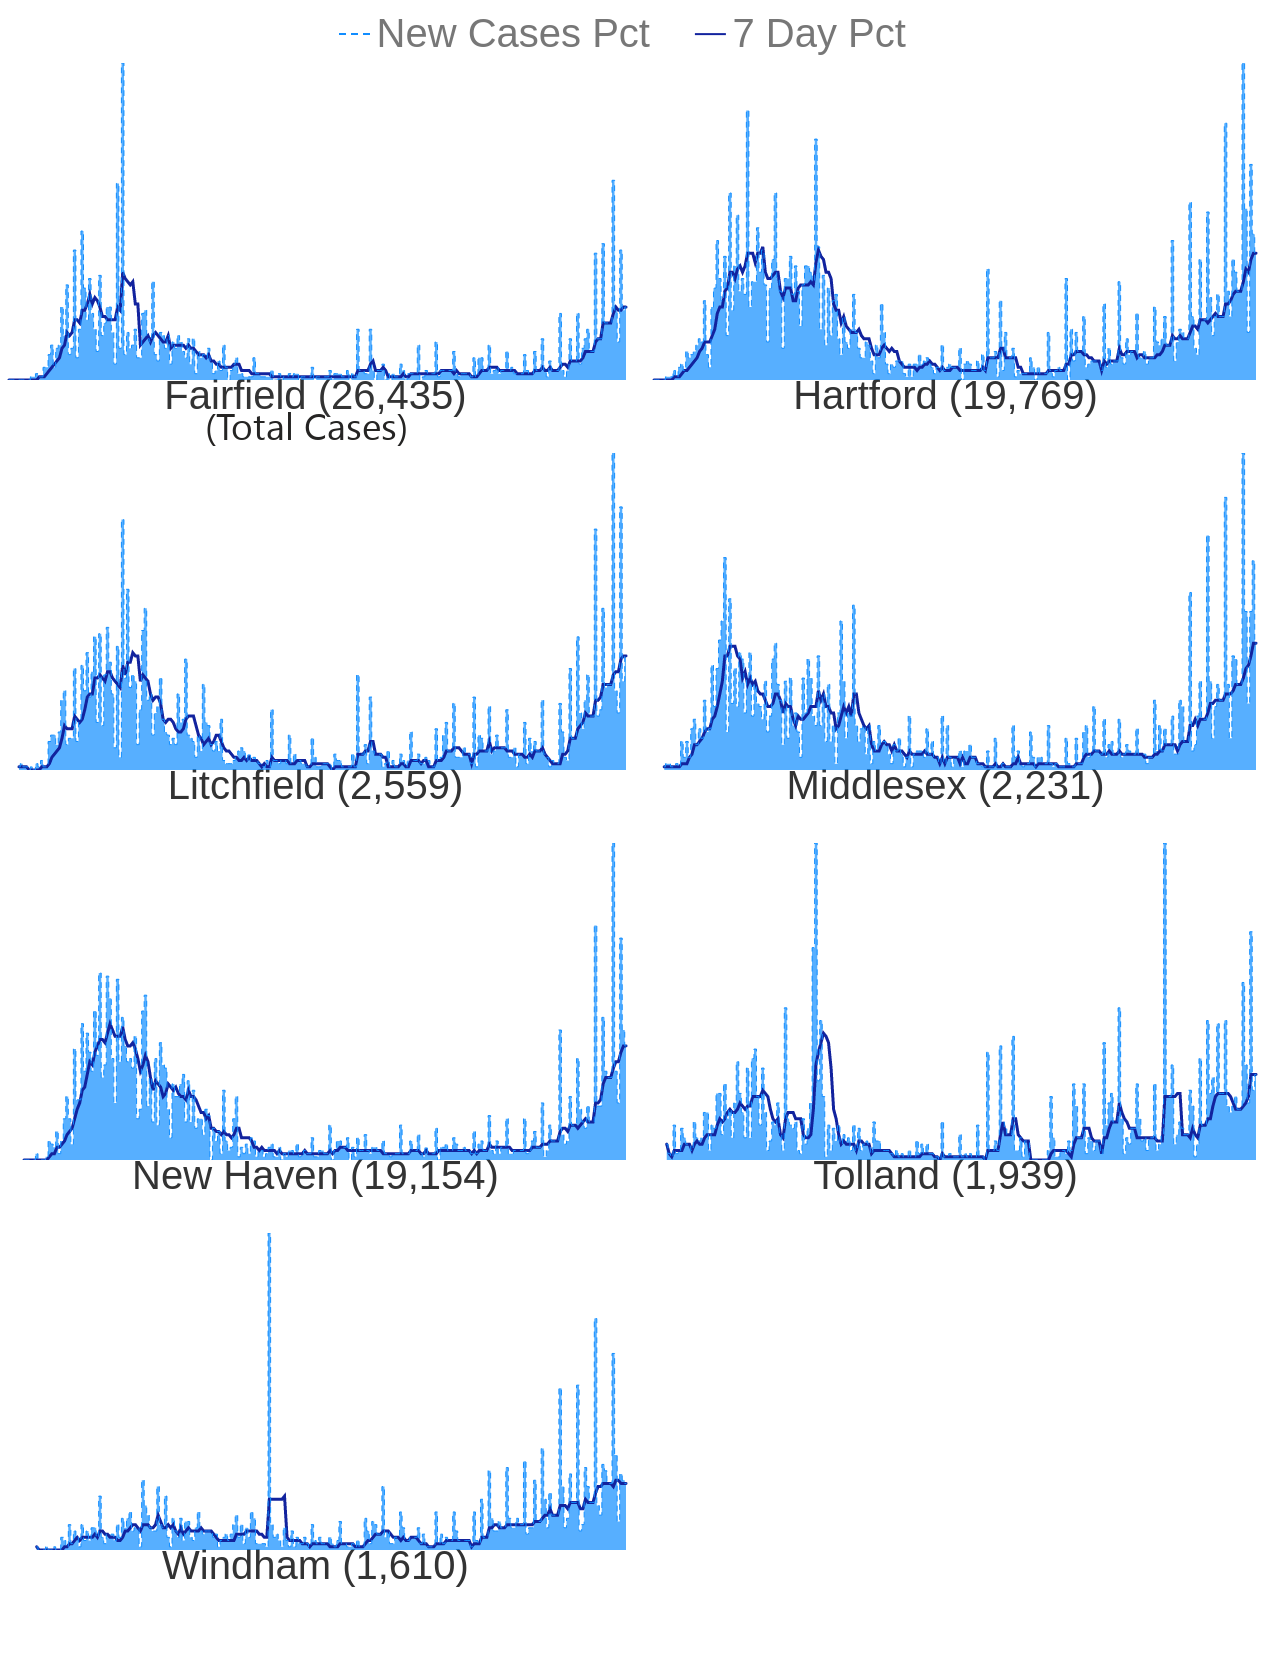 New Cases Pct 7 Day Pct
Fairfield (26,435) Hartford (19,769)
(Total Cases)
Litchfield (2,559) Middlesex (2,231)
New Haven (19,154) Tolland (1,939)
Windham (1,610)